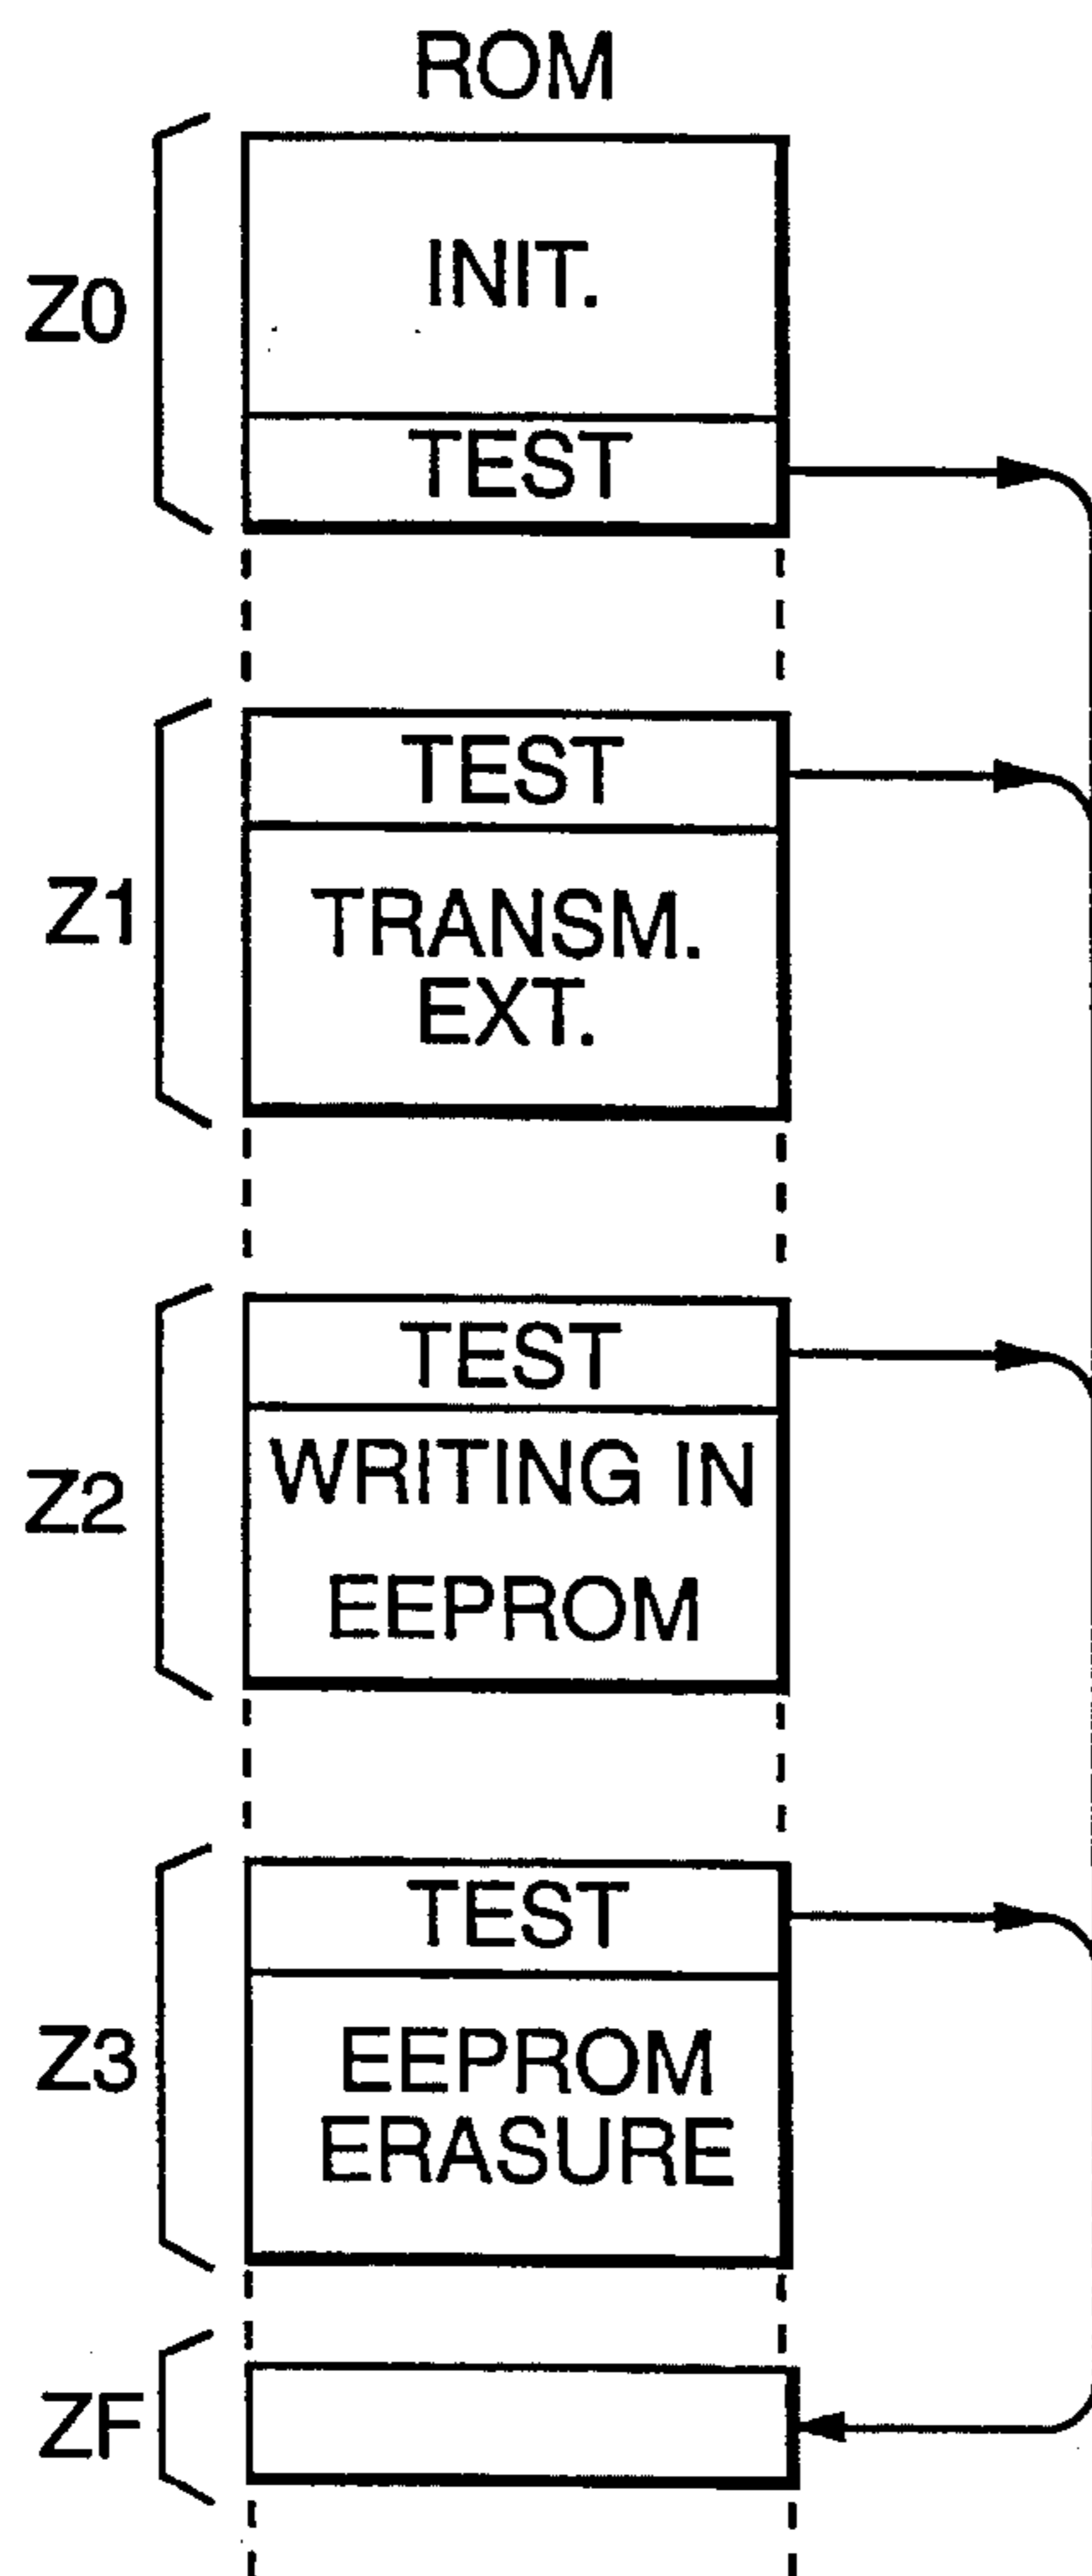 ROM
Z0
INIT.
TEST
Z1
TEST
TRANSM.
EXT.
Z2
TEST
WRITING IN
EEPROM
Z3
TEST
EEPROM
ERASURE
ZF